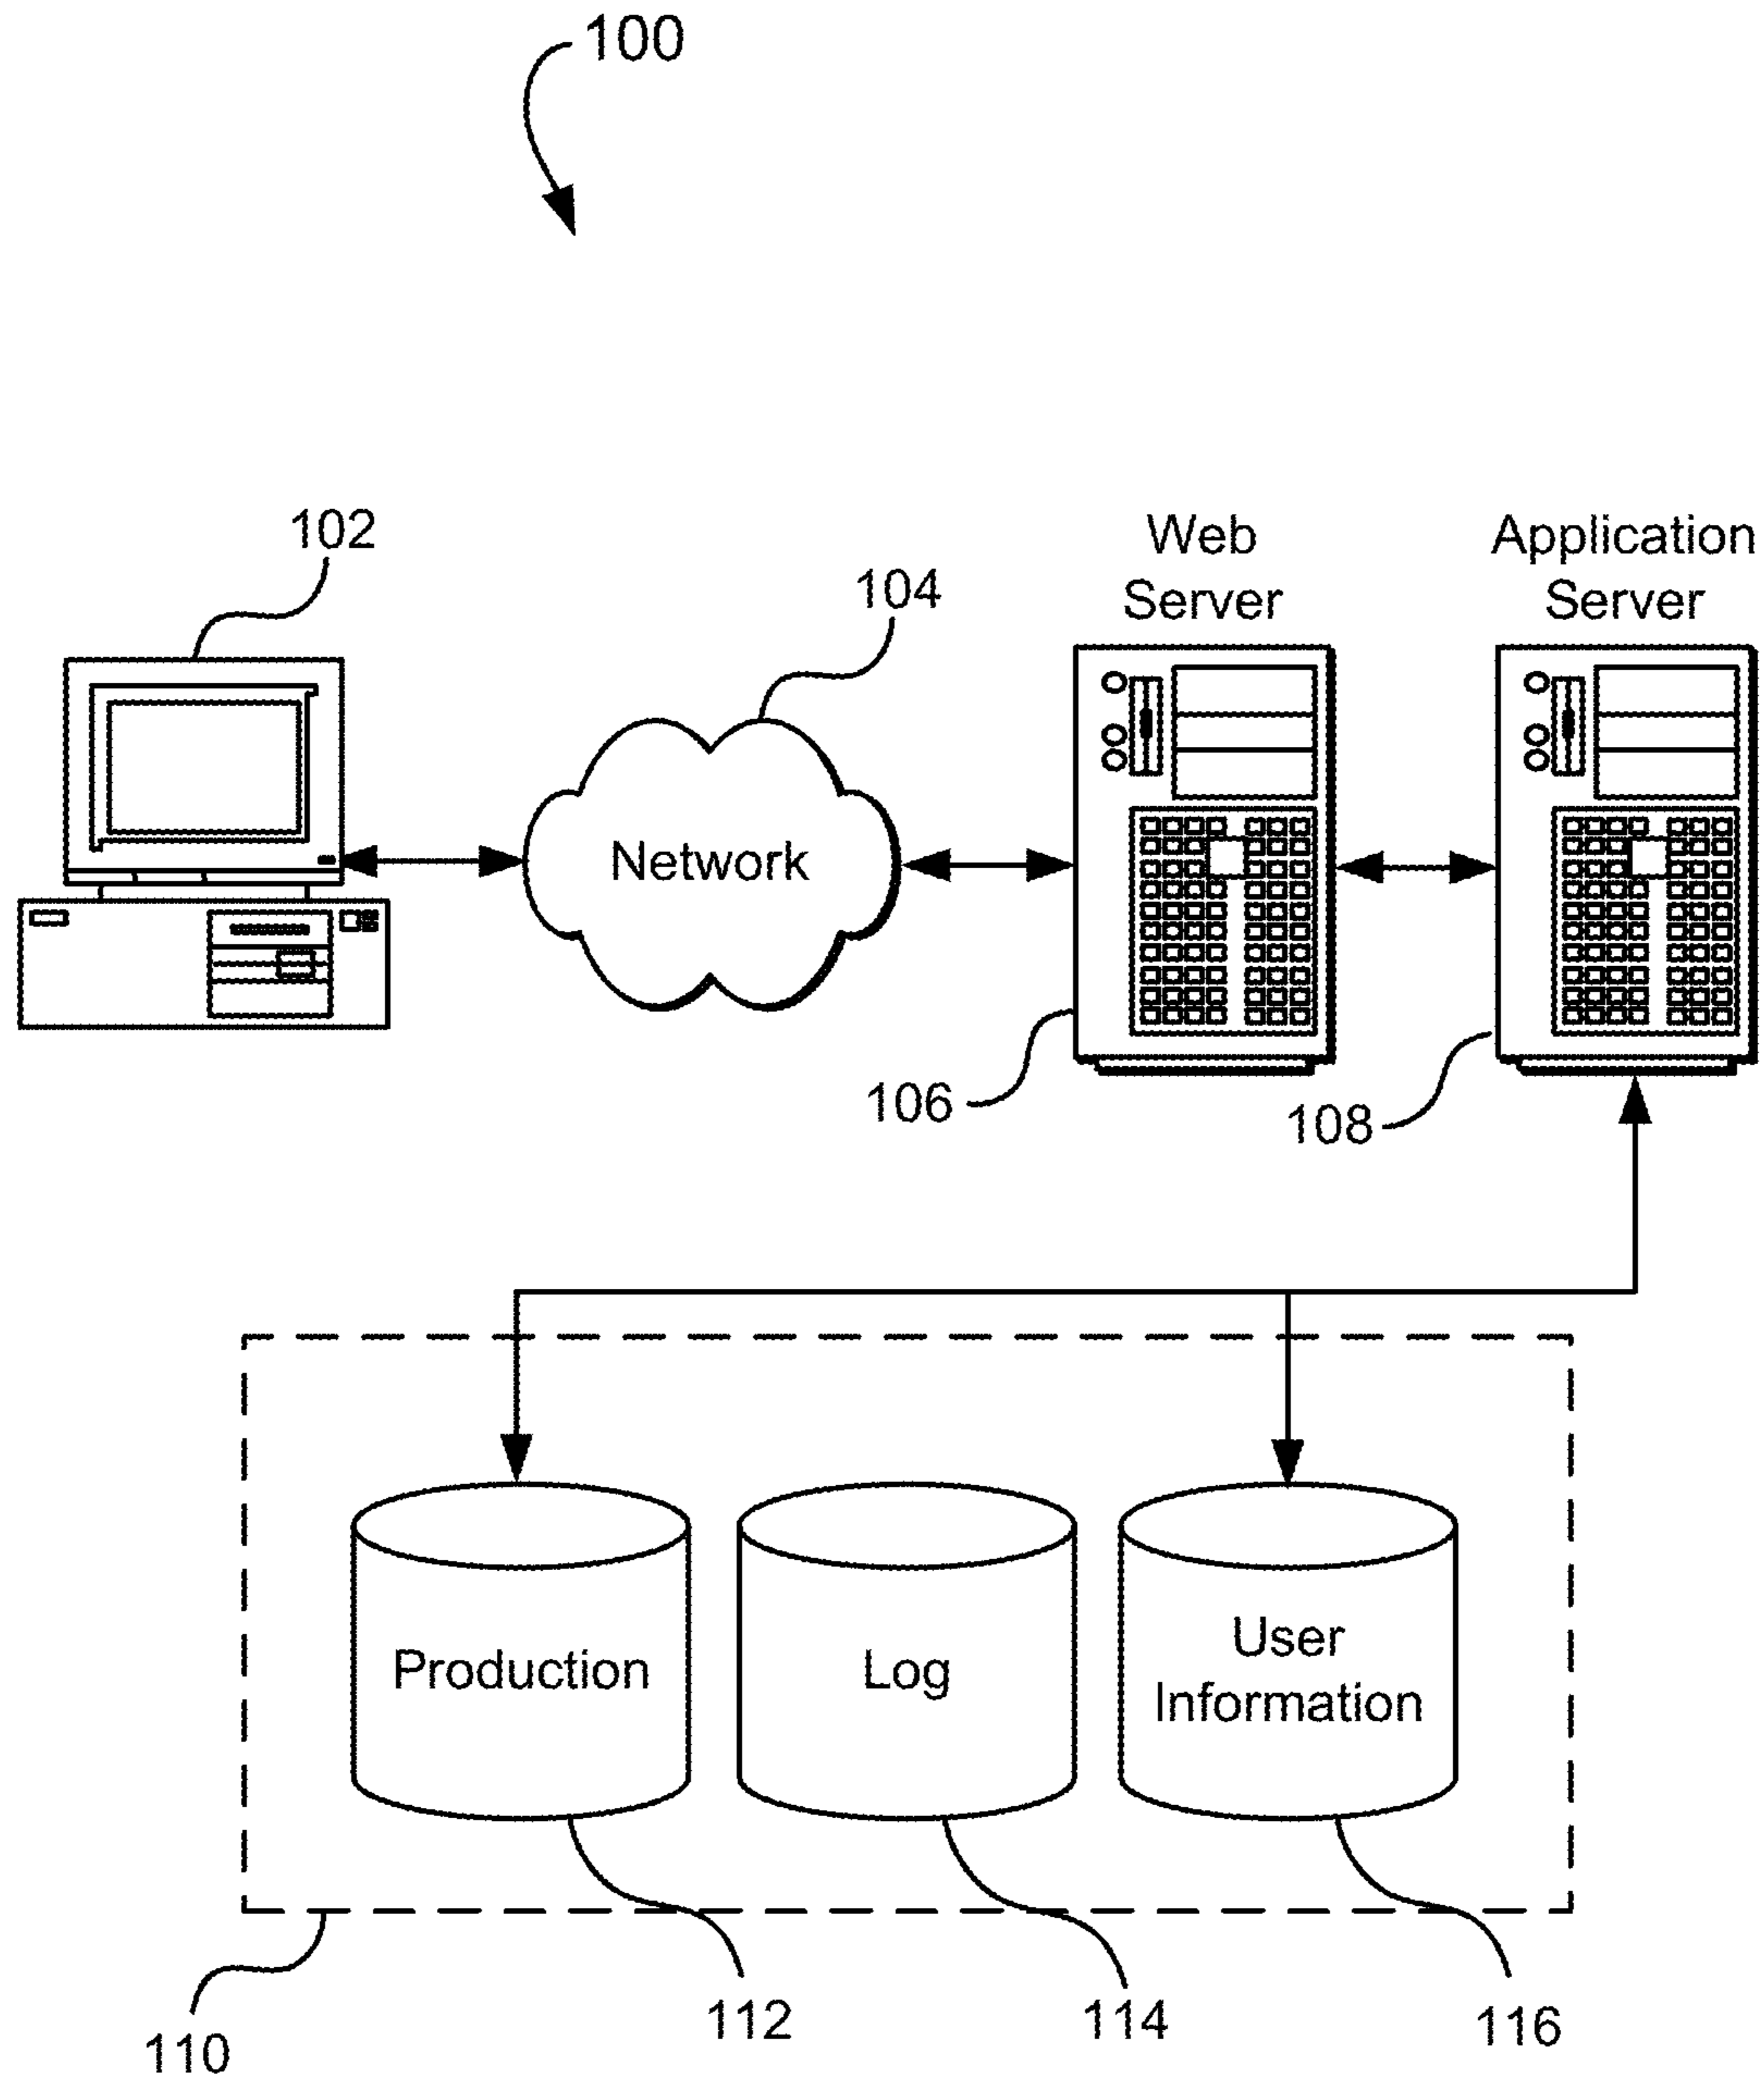 100
102
104
Web
Server
Application
Server
Network
106
108
Production
Log
User
Information
110
112
114
116